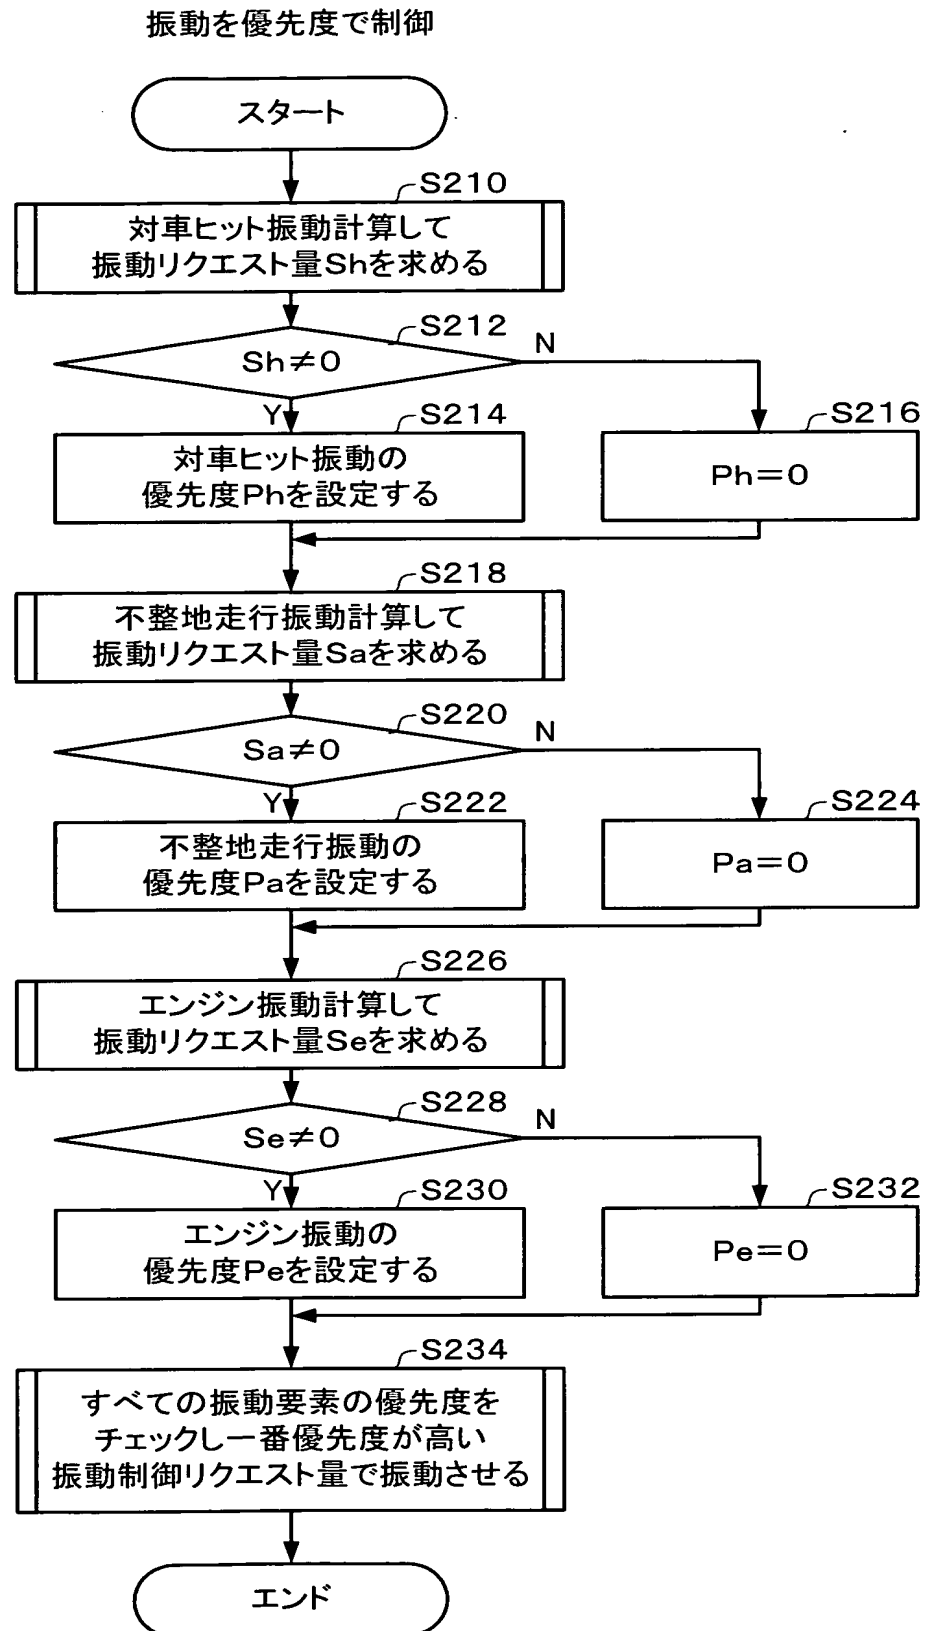 振動を優先度で制御
スタート
S210
対車ヒット振動計算して
振動リクエスト量Shを求める
S212
Sh≠0
N
Y
S214
対車ヒット振動の
優先度Phを設定する
S216
Ph=0
S218
不整地走行振動計算して
振動リクエスト量Saを求める
S220
Sa≠0
N
Y
S222
不整地走行振動の
優先度Paを設定する
S224
Pa=0
S226
エンジン振動計算して
振動リクエスト量Seを求める
S228
Se≠0
N
Y
S230
エンジン振動の
優先度Peを設定する
S232
Pe=0
S234
すべての振動要素の優先度を
チェックし一番優先度が高い
振動制御リクエスト量で振動させる
エンド